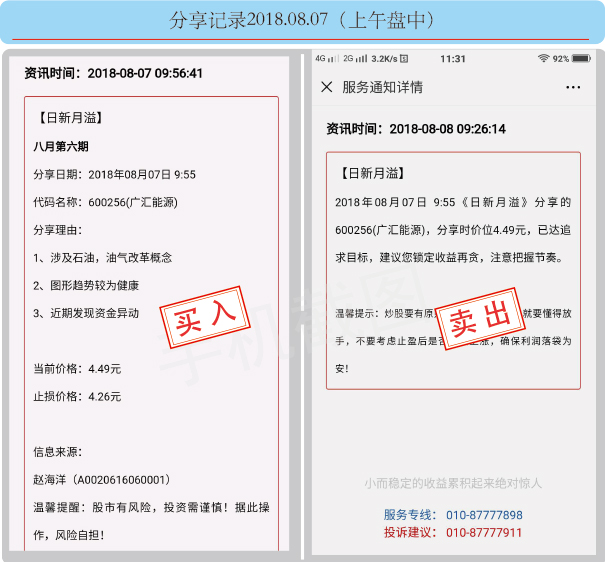 分享记录2018.08.07（上午盘中）
资讯时间：2018-08-07 09:56:41
【日新月溢】
八月第六期
分享日期：2018年08月07日 9:55
代码名称：600256(广汇能源)
分享理由：
1、涉及石油，油气改革概念
2、图形趋势较为健康
3、近期发现资金异动
买入
当前价格：4.49元
止损价格：4.26元
信息来源：
赵海洋（A0020616060001）
温馨提醒：股市有风险，投资需谨慎！据此操
作，风险自担！
4G 2G 3.2K/s 11:31 92%
服务通知详情
资讯时间：2018-08-08 09:26:14
【日新月溢】
2018年08月07日 9:55《日新月溢》分享的
600256(广汇能源)，分享时价位4.49元，已达追
求目标，建议您锁定收益再贪，注意把握节奏。
温馨提示：炒股要有原 就要懂得放
手，不要考虑止盈后是否 上涨，确保利润落袋为
安！
卖出
手机截图
小而稳定的收益累积起来绝对惊人
服务专线： 010-87777898
投诉建议： 010-87777911